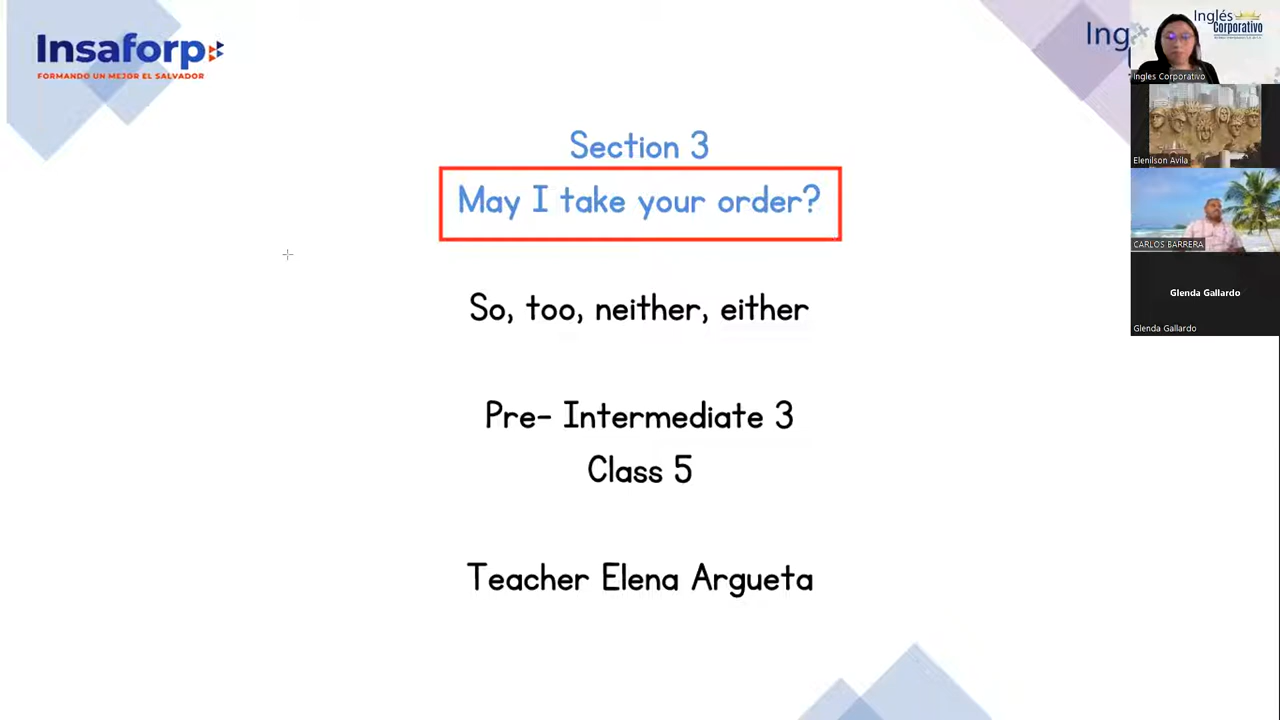 Insaforp
FORMANDO UN MEJOR EL SALVADOR
Section 3
May I take your order?
So, too, neither, either
Pre- Intermediate 3
Class 5
Teacher Elena Argueta
Ing
Inglés
Corporativo
Ingles Corporativo
Elenilson Avila
CARLOS BARRERA
Glenda Gallardo
Glenda Gallardo